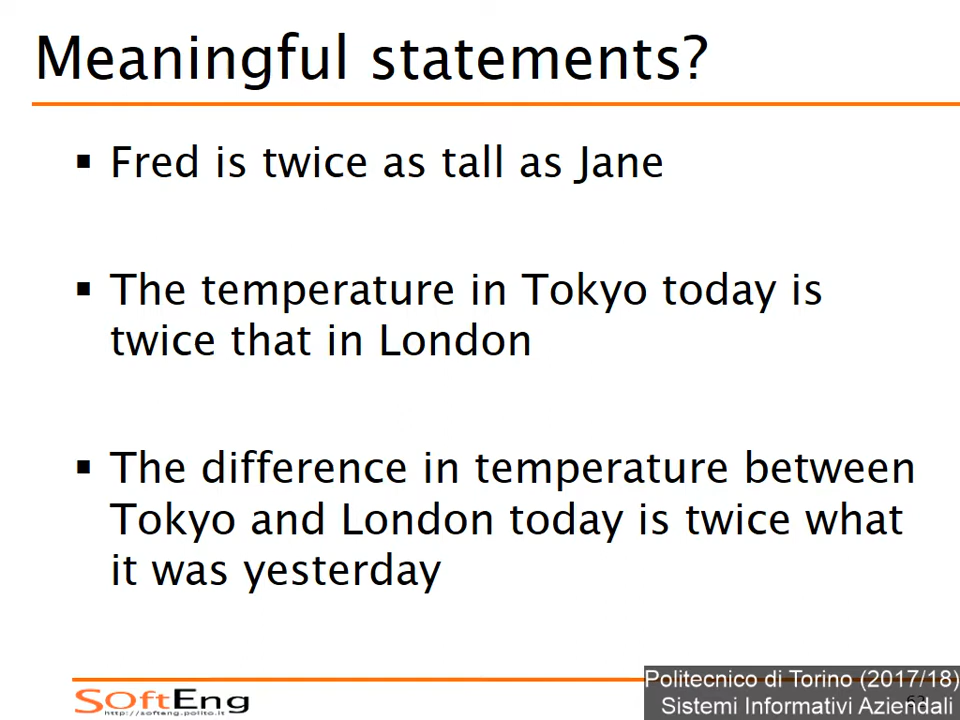 Meaningful statements?
▪ Fred is twice as tall as Jane
▪ The temperature in Tokyo today is
twice that in London
▪ The difference in temperature between
Tokyo and London today is twice what
it was yesterday
SoftEng
http://softeng.polito.it
Politecnico di Torino (2017/18)
Sistemi Informativi Aziendali